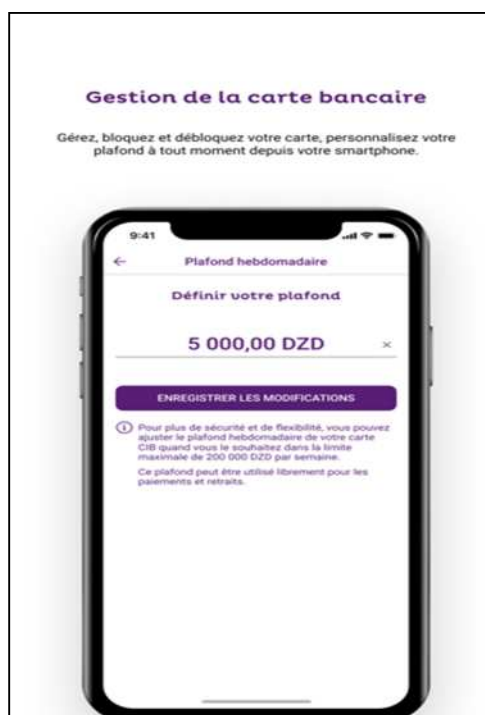 Gestion de la carte bancaire
Gérez, bloquez et débloquez votre carte, personnalisez votre
plafond à tout moment depuis votre smartphone.
9:41
Plafond hebdomadaire
Définir votre plafond
5 000,00 DZD
ENREGISTRER LES MODIFICATIONS
Pour plus de sécurité et de flexibilité, vous pouvez
ajuster le plafond hebdomadaire de votre carte
CIB quand vous le souhaitez dans la limite
maximale de 200 000 DZD par semaine.
Ce plafond peut être utilisé librement pour les
paiements et retraits.